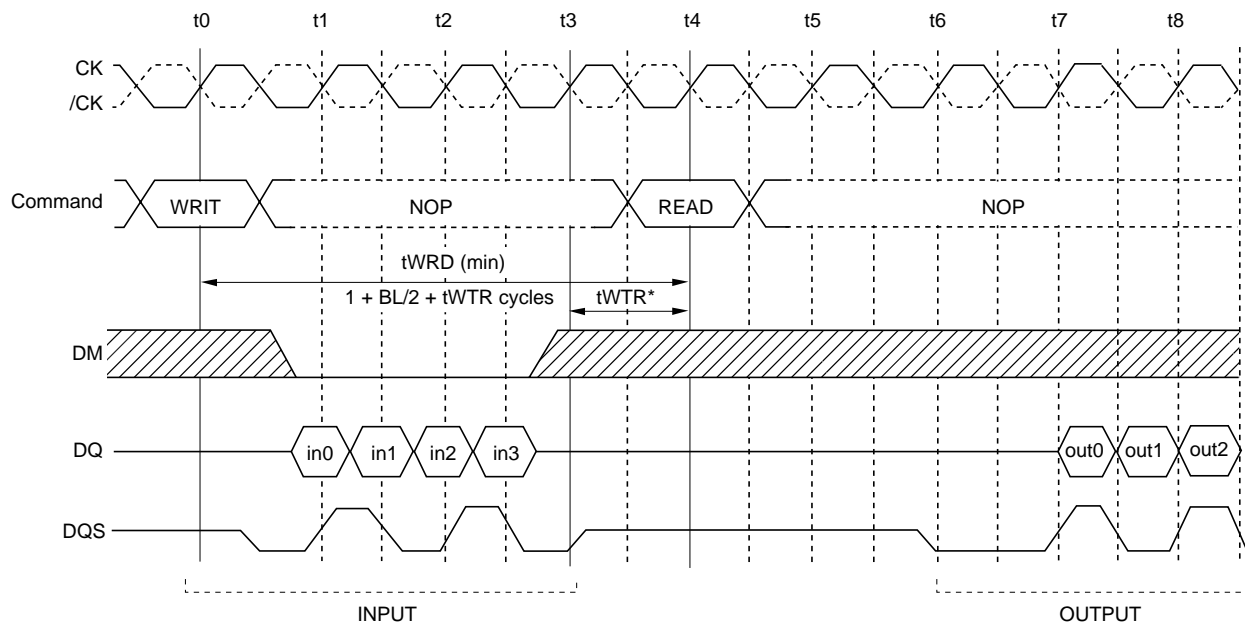 t0 t1 t2 t3 t4 t5 t6 t7 t8
CK
/CK
Command WRIT NOP READ NOP
tWRD (min)
1 + BL/2 + tWTR cycles tWTR*
DM
DQ in0 in1 in2 in3 out0 out1 out2
DQS
INPUT OUTPUT